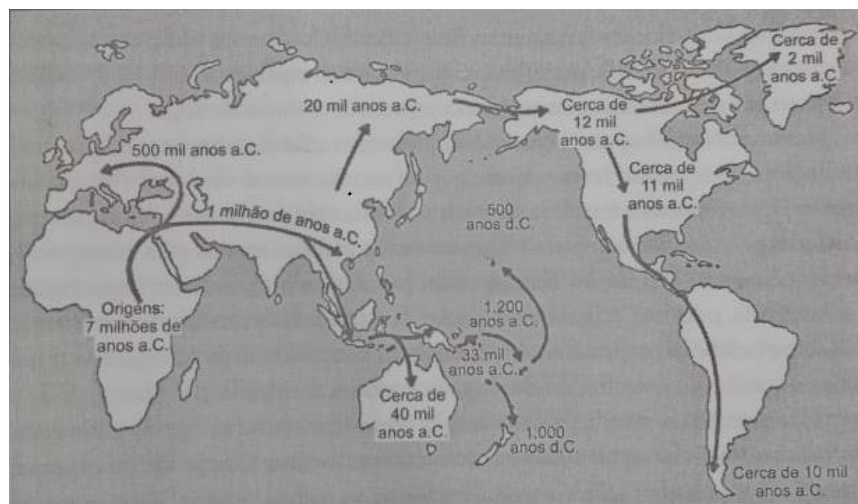 Cerca de
2 mil
anos a.C.
20 mil anos a.C.
Cerca de
12 mil
anos a.C.
500 mil anos a.C.
Cerca de
11 mil
anos a.C.
1 milhão de anos a.C.
500
anos d.C.
Origens:
7 milhões de
anos a.C.
1.200
anos a.C.
33 mil
anos a.C.
Cerca de
40 mil
anos a.C.
1.000
anos d.C.
Cerca de 10 mil
anos a.C.